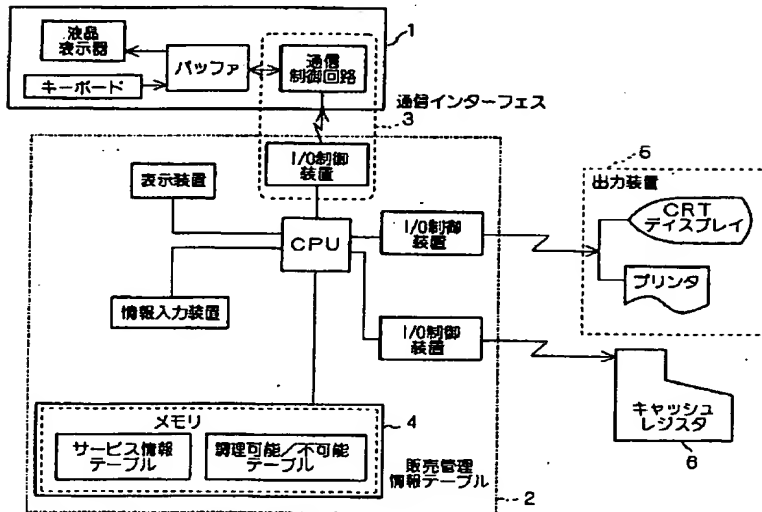 液晶
表示器
バッファ
キーボード
通信
制御回路
1
通信インターフェス
3
I/O制御
装置
表示装置
CPU
I/O制御
装置
情報入力装置
I/O制御
装置
5
出力装置
CRT
ディスプレイ
プリンタ
キャッシュ
レジスタ
6
メモリ
4
サービス情報
テーブル
調理可能/不可能
テーブル
販売管理
情報テーブル
2